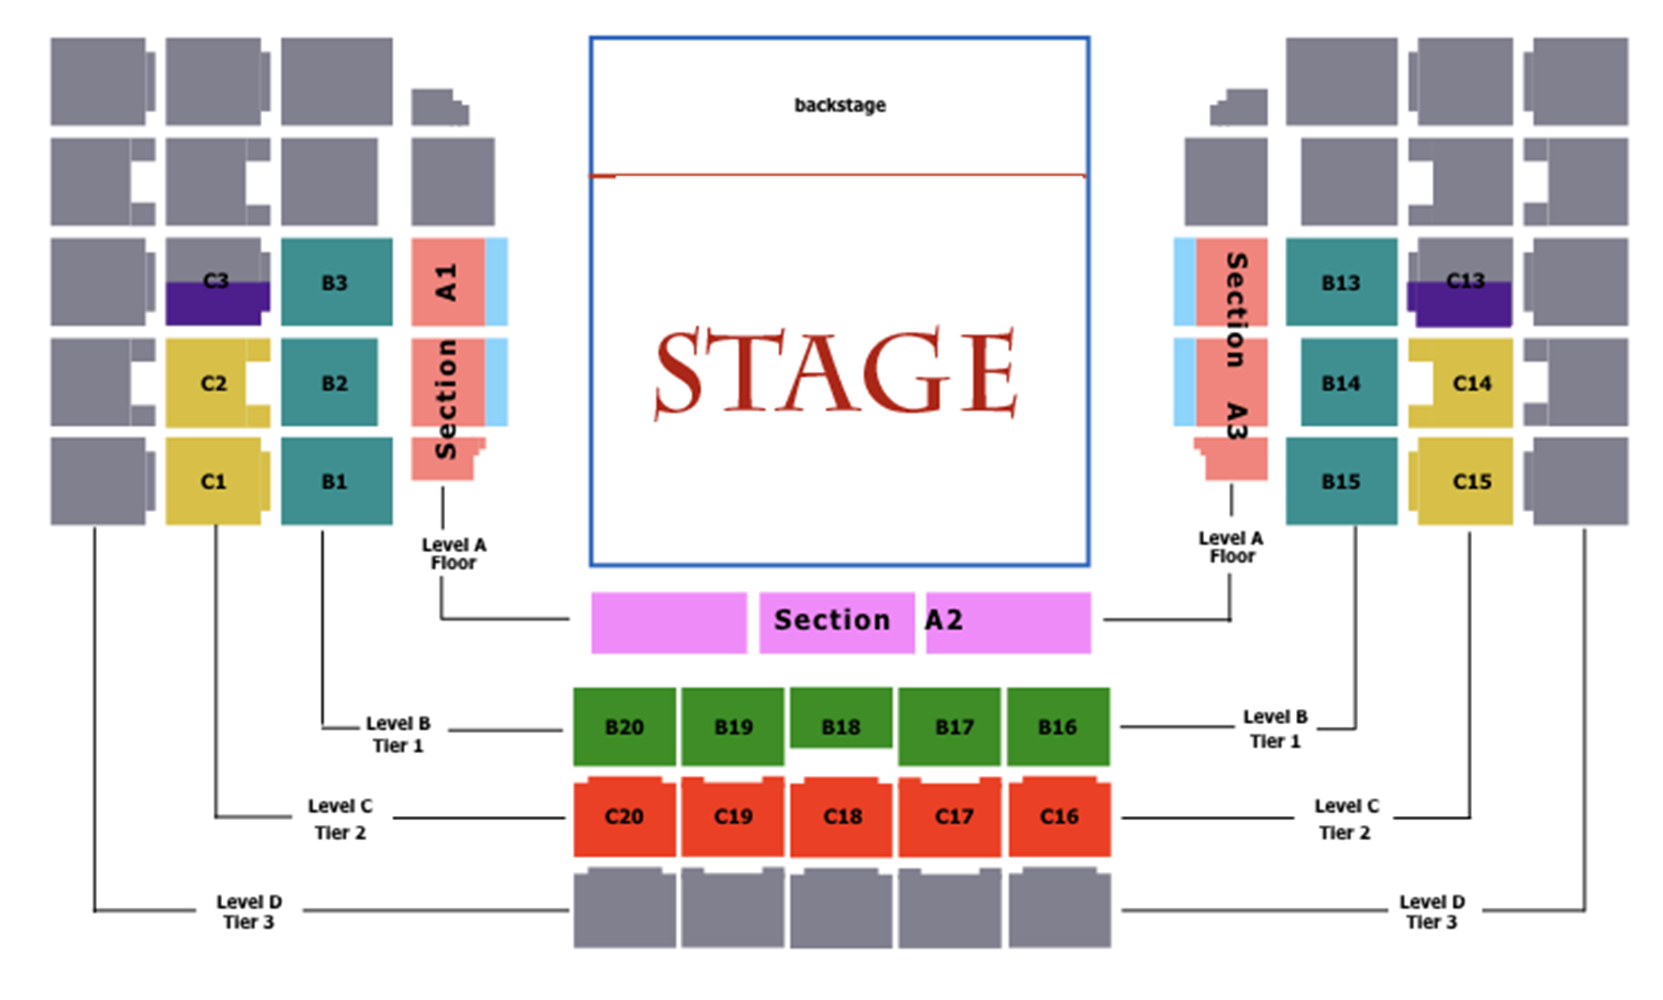 backstage
STAGE
C3
B3
Section A1
Section A3
B13
C13
C2
B2
B14
C14
C1
B1
B15
C15
Level A
Floor
Level A
Floor
Section A2
B20
B19
B18
B17
B16
Level B
Tier 1
Level B
Tier 1
C20
C19
C18
C17
C16
Level C
Tier 2
Level C
Tier 2
Level D
Tier 3
Level D
Tier 3